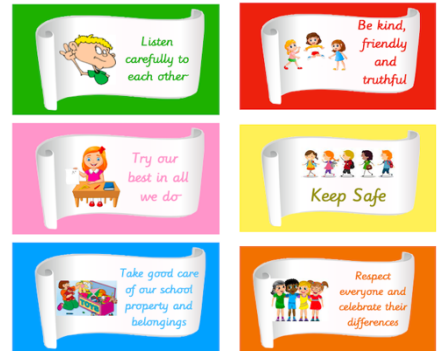 Listen
carefully to
each other
Be kind,
friendly
and
truthful
Try our
best in all
we do
Keep Safe
Take good care
of our school
property and
belongings
Respect
everyone and
celebrate their
differences